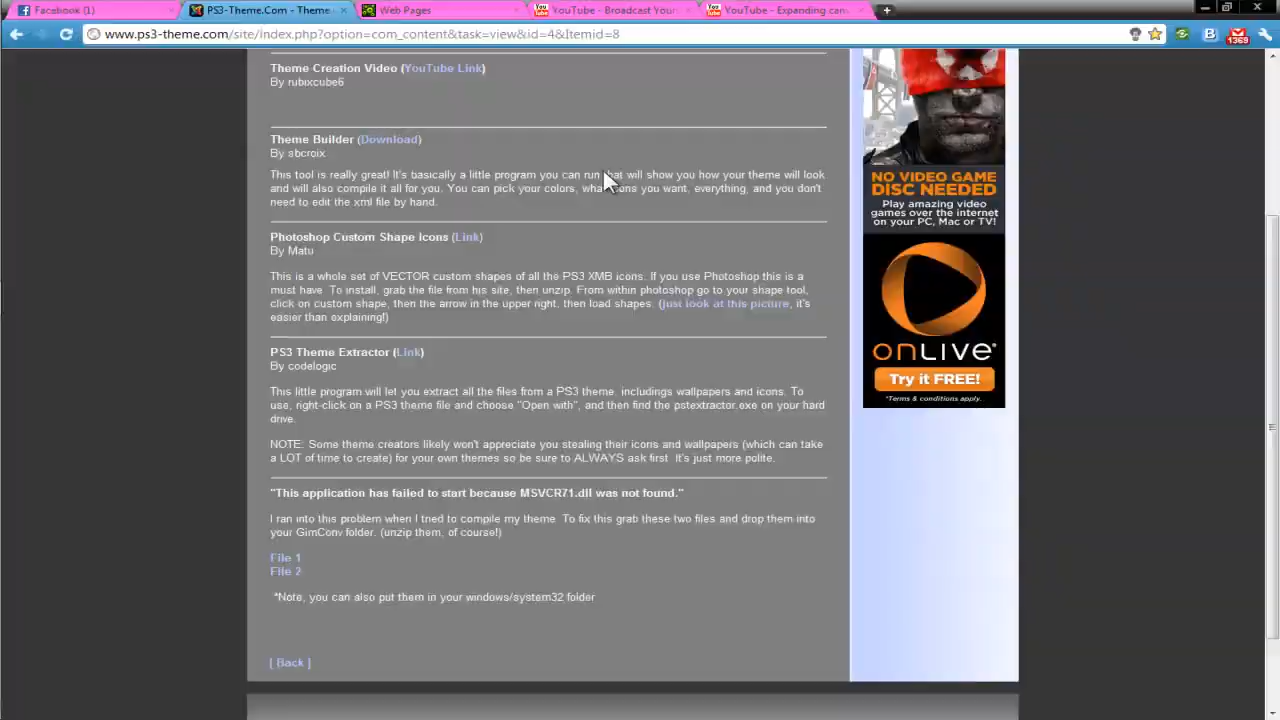 Facebook (1)
PS3-Theme.Com - Theme
Web Pages
YouTube - Broadcast Your
YouTube - Expanding can
www.ps3-theme.com/site/index.php?option=com_content&task=view&id=4&Itemid=8
1369
Theme Creation Video (YouTube Link)
By rubixcube6
Theme Builder (Download)
By sbcroix
This tool is really great! It's basically a little program you can run that will show you how your theme will look
and will also compile it all for you. You can pick your colors, what icons you want, everything, and you don't
need to edit the xml file by hand.
Photoshop Custom Shape Icons (Link)
By Matu
This is a whole set of VECTOR custom shapes of all the PS3 XMB icons. If you use Photoshop this is a
must have. To install, grab the file from his site, then unzip. From within photoshop go to your shape tool,
click on custom shape, then the arrow in the upper right, then load shapes. (just look at this picture, it's
easier than explaining!)
PS3 Theme Extractor (Link)
By codelogic
This little program will let you extract all the files from a PS3 theme, includings wallpapers and icons. To
use, right-click on a PS3 theme file and choose "Open with", and then find the pstextractor.exe on your hard
drive.
NOTE: Some theme creators likely won't appreciate you stealing their icons and wallpapers (which can take
a LOT of time to create) for your own themes so be sure to ALWAYS ask first. It's just more polite.
"This application has failed to start because MSVCR71.dll was not found."
I ran into this problem when I tried to compile my theme. To fix this grab these two files and drop them into
your GimConv folder. (unzip them, of course!)
File 1
File 2
*Note, you can also put them in your windows/system32 folder
[ Back ]
NO VIDEO GAME
DISC NEEDED
Play amazing video
games over the internet
on your PC, Mac or TV!
ONLIVE®
Try it FREE!
*Terms & conditions apply.